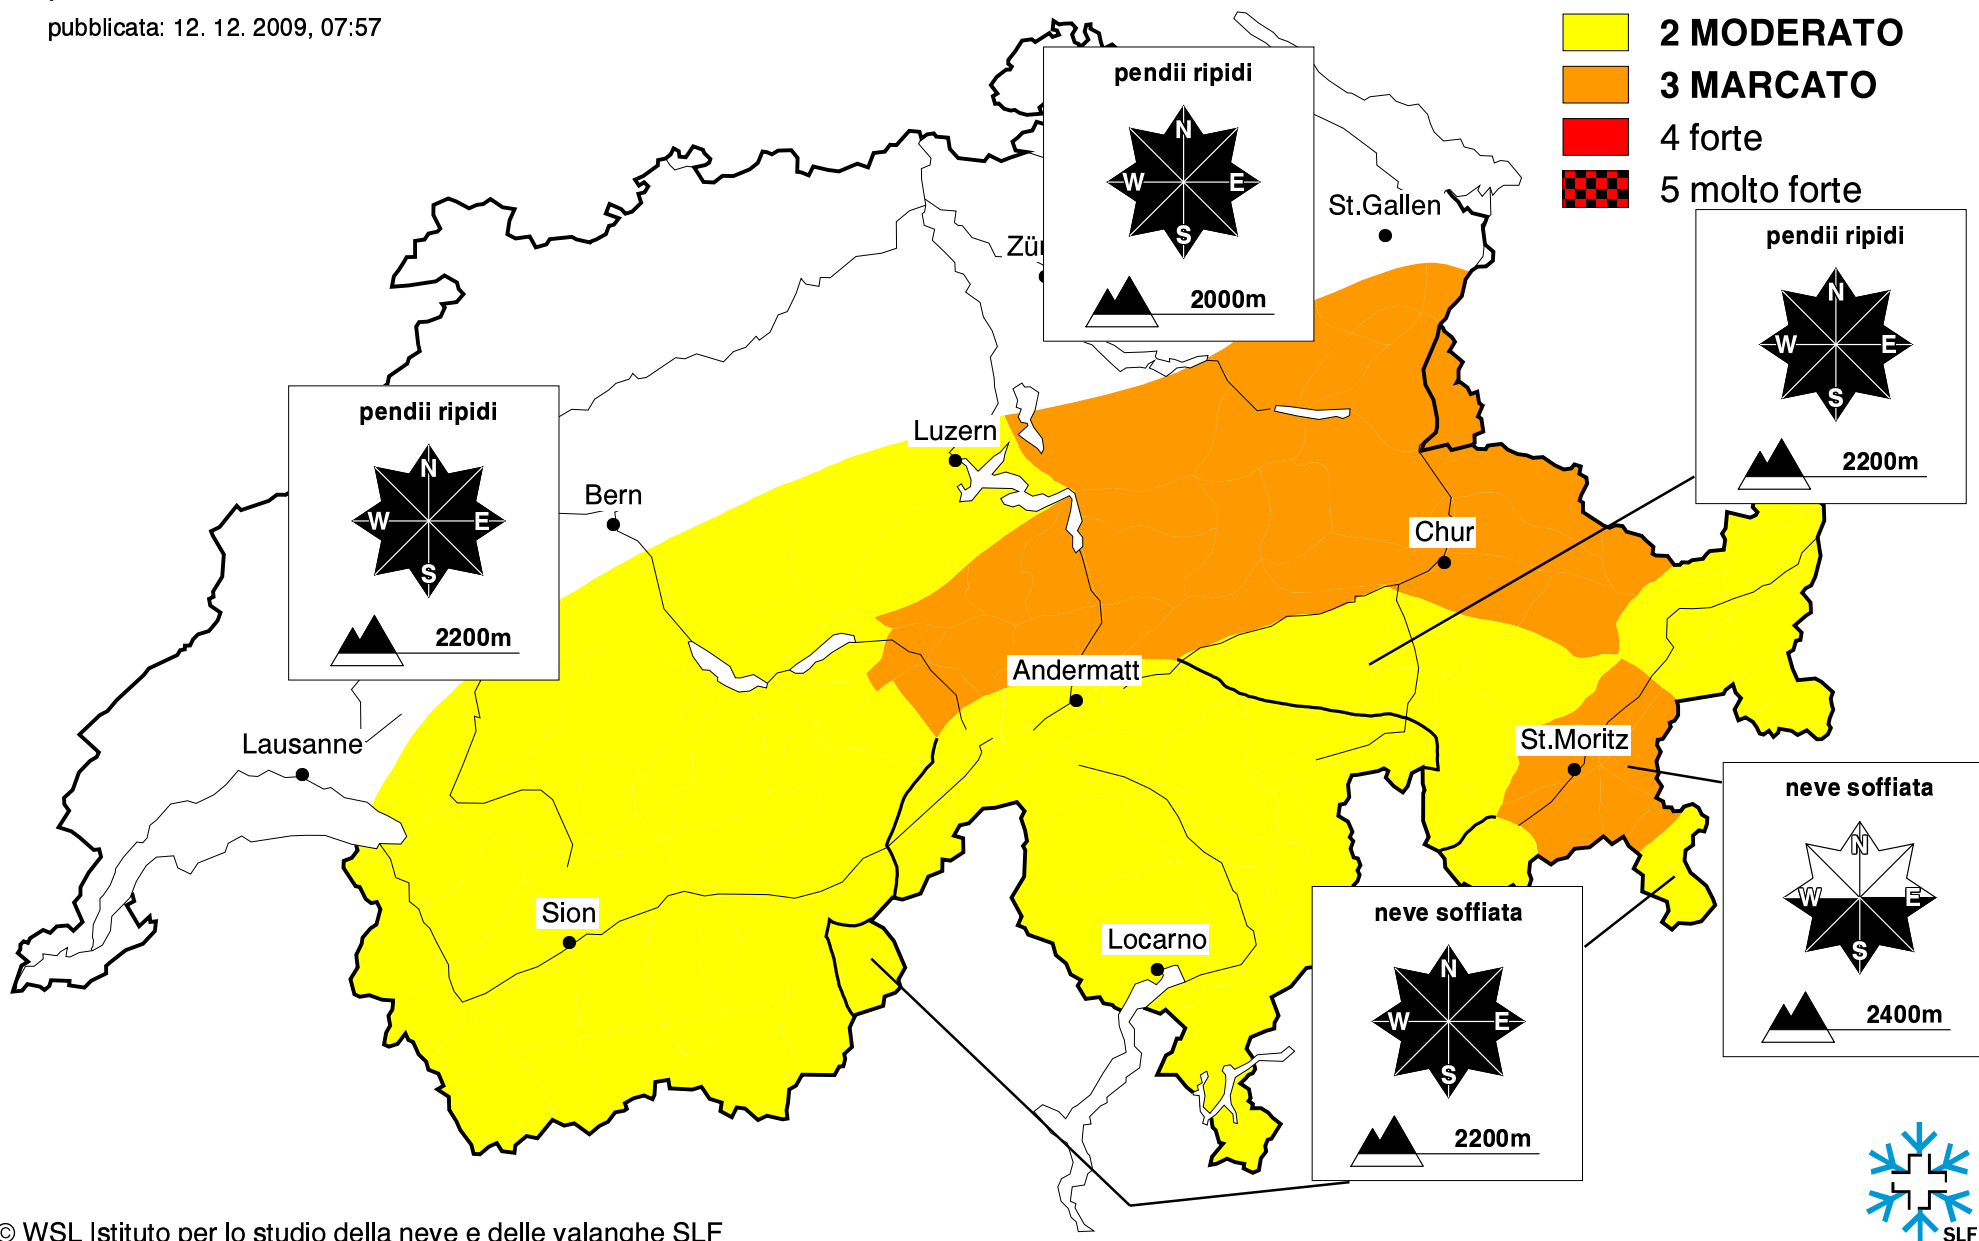 pubblicata: 12. 12. 2009, 07:57
2 MODERATO
3 MARCATO
4 forte
5 molto forte
pendii ripidi
N
W E
S
2000m
St.Gallen
pendii ripidi
N
W E
S
2200m
pendii ripidi
N
W E
S
2200m
Luzern
Bern
Chur
Andermatt
Lausanne
St.Moritz
neve soffiata
N
W E
S
2400m
Sion
Locarno
neve soffiata
N
W E
S
2200m
© WSL Istituto per lo studio della neve e delle valanghe SLF
SLF